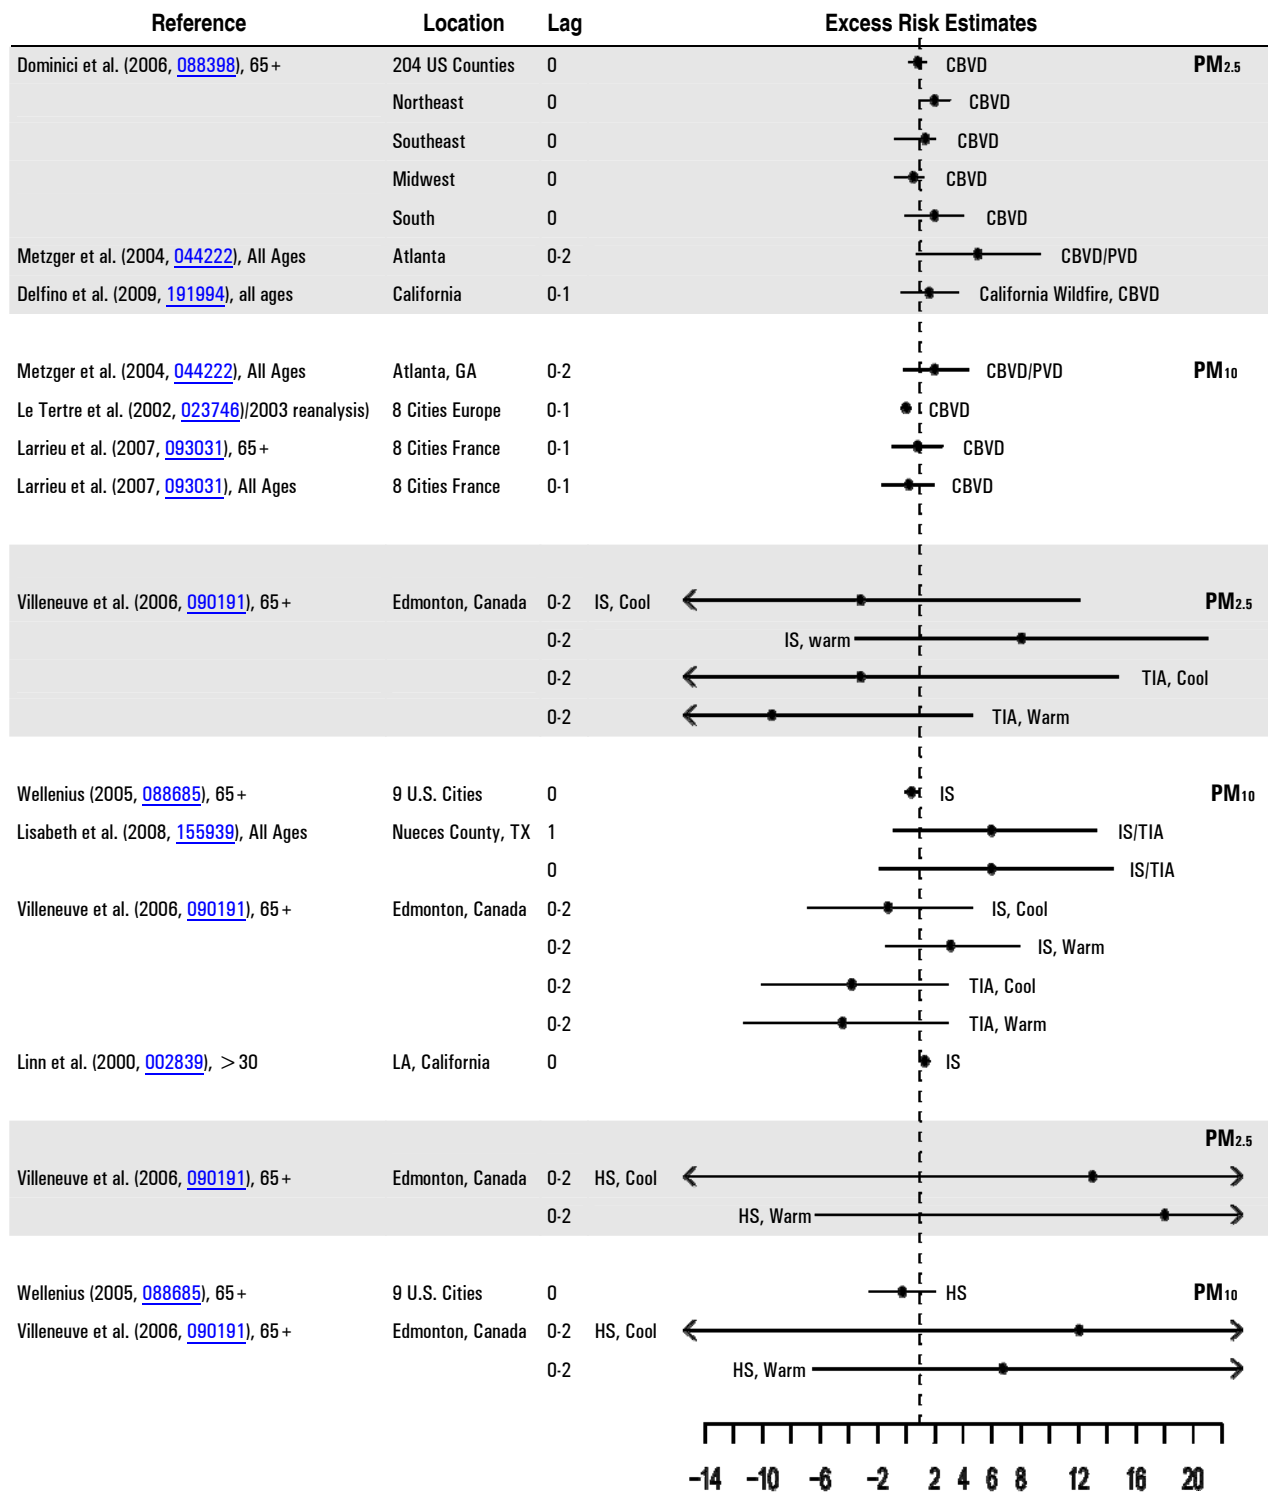 Reference Location Lag Excess Risk Estimates
Dominici et al. (2006, 088398), 65+ 204 US Counties 0 CBVD PM2.5
Northeast 0 CBVD
Southeast 0 CBVD
Midwest 0 CBVD
South 0 CBVD
Metzger et al. (2004, 044222), All Ages Atlanta 0-2 CBVD/PVD
Delfino et al. (2009, 191994), all ages California 0-1 California Wildfire, CBVD
Metzger et al. (2004, 044222), All Ages Atlanta, GA 0-2 CBVD/PVD PM10
Le Tertre et al. (2002, 023746)/2003 reanalysis) 8 Cities Europe 0-1 CBVD
Larrieu et al. (2007, 093031), 65+ 8 Cities France 0-1 CBVD
Larrieu et al. (2007, 093031), All Ages 8 Cities France 0-1 CBVD
Villeneuve et al. (2006, 090191), 65+ Edmonton, Canada 0-2 IS, Cool PM2.5
0-2 IS, warm
0-2 TIA, Cool
0-2 TIA, Warm
Wellenius (2005, 088685), 65+ 9 U.S. Cities 0 IS PM10
Lisabeth et al. (2008, 155939), All Ages Nueces County, TX 1 IS/TIA
0 IS/TIA
Villeneuve et al. (2006, 090191), 65+ Edmonton, Canada 0-2 IS, Cool
0-2 IS, Warm
0-2 TIA, Cool
0-2 TIA, Warm
Linn et al. (2000, 002839), >30 LA, California 0 IS
PM2.5
Villeneuve et al. (2006, 090191), 65+ Edmonton, Canada 0-2 HS, Cool
0-2 HS, Warm
Wellenius (2005, 088685), 65+ 9 U.S. Cities 0 HS PM10
Villeneuve et al. (2006, 090191), 65+ Edmonton, Canada 0-2 HS, Cool
0-2 HS, Warm
-14 -10 -6 -2 2 4 6 8 12 16 20